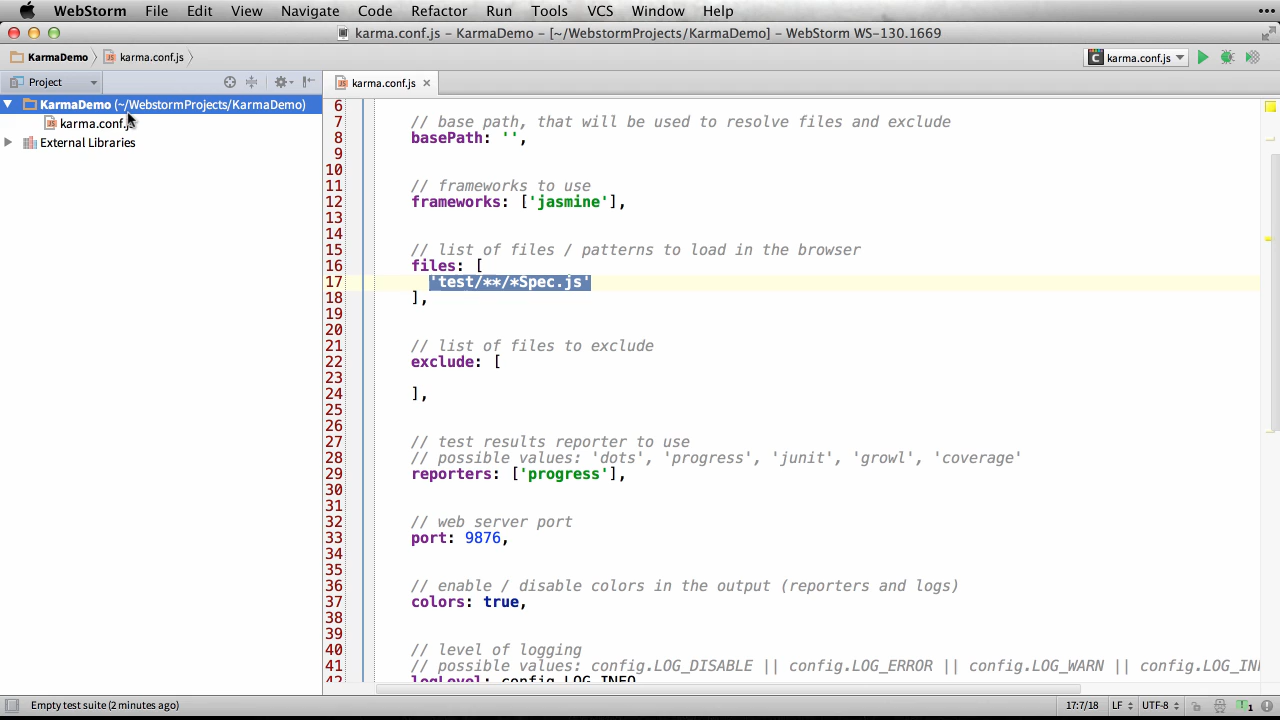 WebStorm File Edit View Navigate Code Refactor Run Tools VCS Window Help
karma.conf.js - KarmaDemo - [~/WebstormProjects/KarmaDemo] - WebStorm WS-130.1669
KarmaDemo karma.conf.js
karma.conf.js
Project
karma.conf.js
KarmaDemo (~/WebstormProjects/KarmaDemo)
karma.conf.js
External Libraries
6
7 // base path, that will be used to resolve files and exclude
8 basePath: '',
9
10
11 // frameworks to use
12 frameworks: ['jasmine'],
13
14
15 // list of files / patterns to load in the browser
16 files: [
17 'test/**/*Spec.js'
18 ],
19
20
21 // list of files to exclude
22 exclude: [
23
24 ],
25
26
27 // test results reporter to use
28 // possible values: 'dots', 'progress', 'junit', 'growl', 'coverage'
29 reporters: ['progress'],
30
31
32 // web server port
33 port: 9876,
34
35
36 // enable / disable colors in the output (reporters and logs)
37 colors: true,
38
39
40 // level of logging
41 // possible values: config.LOG_DISABLE || config.LOG_ERROR || config.LOG_WARN || config.LOG_INF
42 logLevel: config.LOG_INFO
Empty test suite (2 minutes ago)
17:7/18 LF UTF-8 1